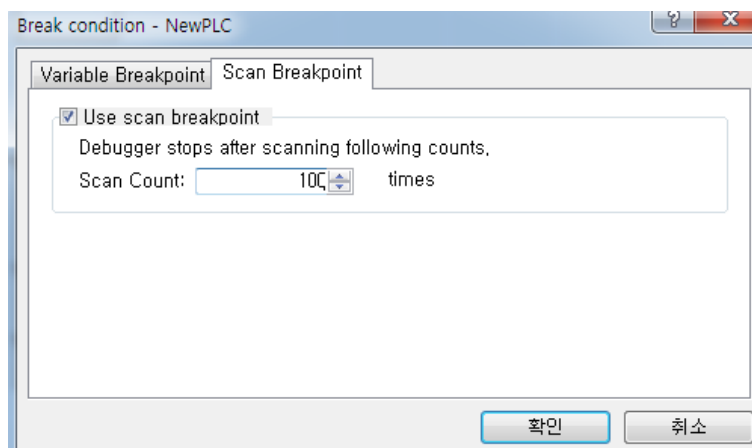 Break condition - NewPLC
Variable Breakpoint Scan Breakpoint
Use scan breakpoint
Debugger stops after scanning following counts,
Scan Count: 100 times
확인 취소